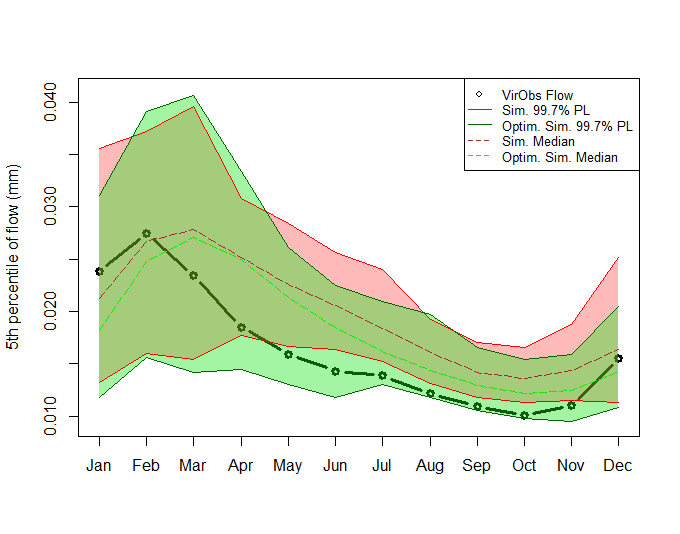 VirObs Flow
Sim. 99.7% PL
Optim. Sim. 99.7% PL
Sim. Median
Optim. Sim. Median
5th percentile of flow (mm)
0.040
0.030
0.020
0.010
Jan Feb Mar Apr May Jun Jul Aug Sep Oct Nov Dec